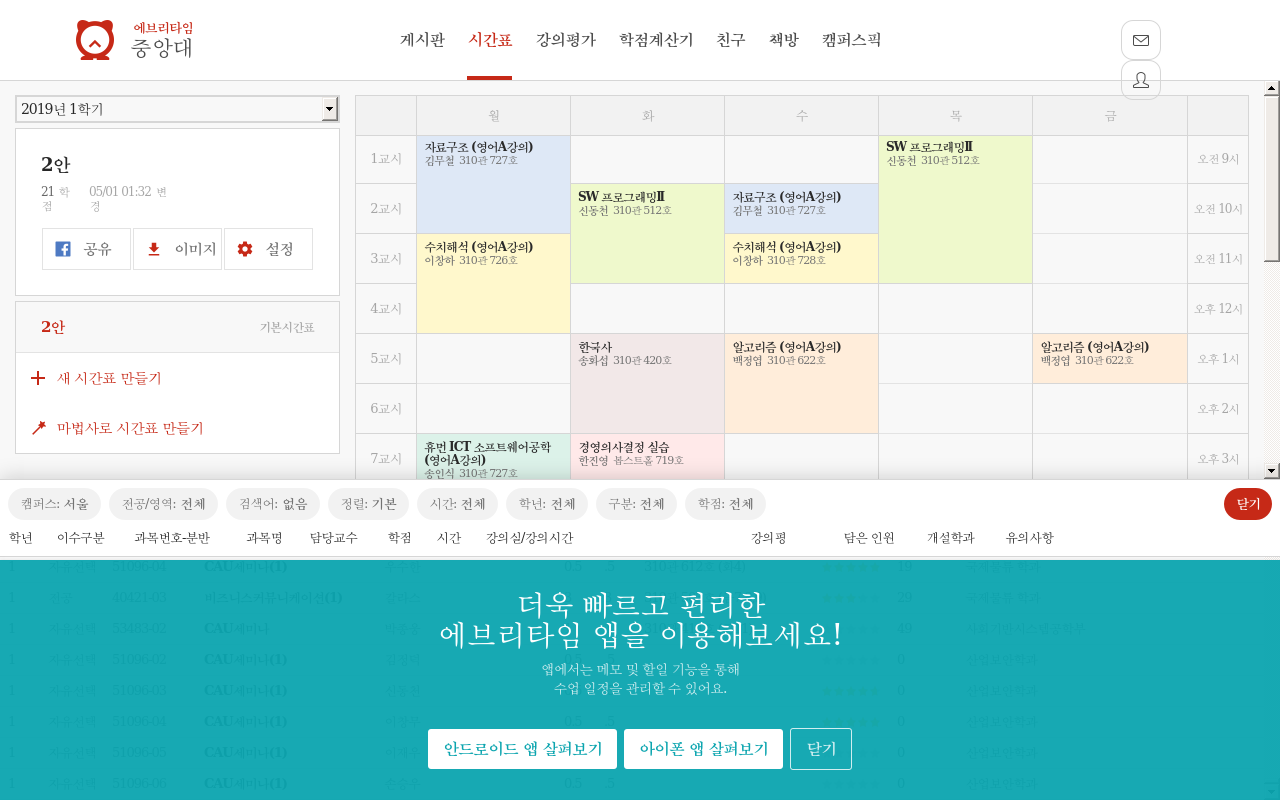 에브리타임
중앙대
게시판 시간표 강의평가 학점계산기 친구 책방 캠퍼스픽
2019년 1학기
2안
21 학점 05/01 01:32 변경
공유 이미지 설정
2안 기본시간표
새 시간표 만들기
마법사로 시간표 만들기
월 화 수 목 금
1교시 오전 9시
자료구조 (영어A강의)
김무철 310관 727호
SW 프로그래밍II
신동천 310관 512호
2교시 오전 10시
SW 프로그래밍II
신동천 310관 512호
자료구조 (영어A강의)
김무철 310관 727호
3교시 오전 11시
수치해석 (영어A강의)
이창하 310관 726호
수치해석 (영어A강의)
이창하 310관 728호
4교시 오후 12시
5교시 오후 1시
한국사
송화섭 310관 420호
알고리즘 (영어A강의)
백정엽 310관 622호
알고리즘 (영어A강의)
백정엽 310관 622호
6교시 오후 2시
7교시 오후 3시
휴먼 ICT 소프트웨어공학
(영어A강의)
송인식 310관 727호
경영의사결정 실습
한진영 봅스트홀 719호
캠퍼스: 서울 전공/영역: 전체 검색어: 없음 정렬: 기본 시간: 전체 학년: 전체 구분: 전체 학점: 전체 닫기
학년 이수구분 과목번호-분반 과목명 담당교수 학점 시간 강의실/강의시간 강의평 담은 인원 개설학과 유의사항
더욱 빠르고 편리한
에브리타임 앱을 이용해보세요!
앱에서는 메모 및 할일 기능을 통해
수업 일정을 관리할 수 있어요.
안드로이드 앱 살펴보기 아이폰 앱 살펴보기 닫기